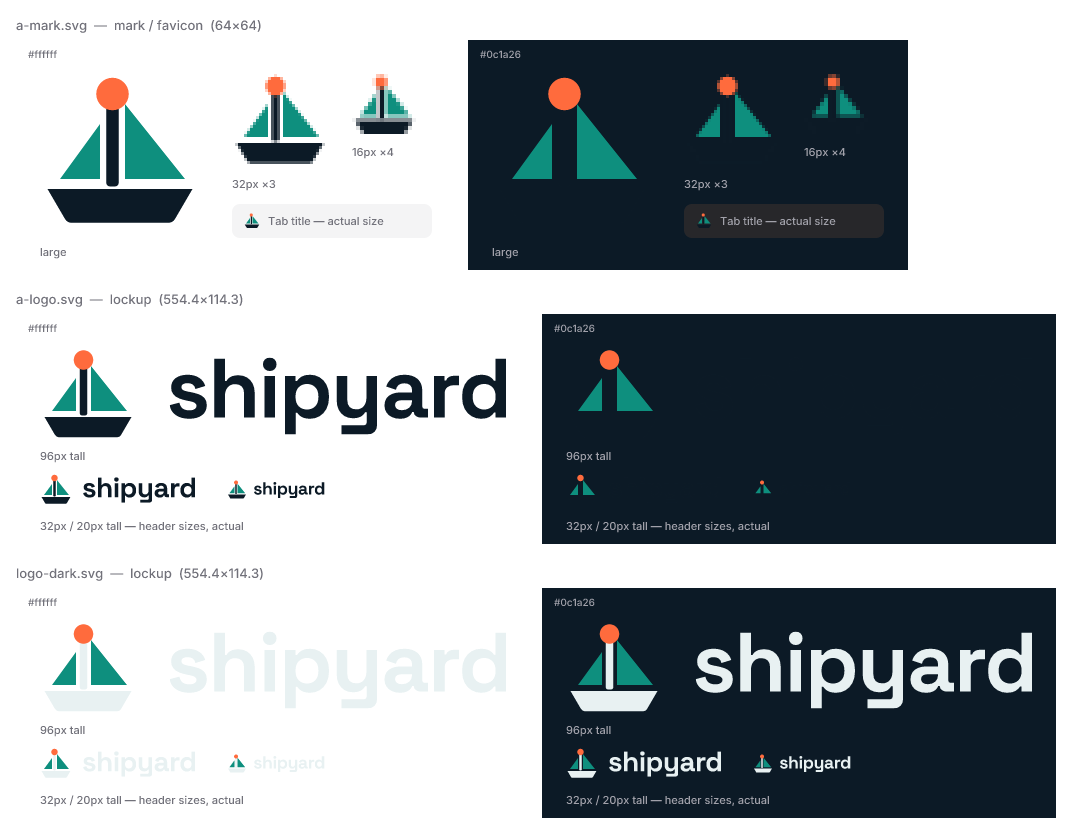 a-mark.svg — mark / favicon (64×64)
#ffffff
16px ×4
32px ×3
Tab title — actual size
large
#0c1a26
16px ×4
32px ×3
Tab title — actual size
large
a-logo.svg — lockup (554.4×114.3)
#ffffff
shipyard
96px tall
shipyard shipyard
32px / 20px tall — header sizes, actual
#0c1a26
96px tall
32px / 20px tall — header sizes, actual
logo-dark.svg — lockup (554.4×114.3)
#ffffff
shipyard
96px tall
shipyard shipyard
32px / 20px tall — header sizes, actual
#0c1a26
shipyard
96px tall
shipyard shipyard
32px / 20px tall — header sizes, actual